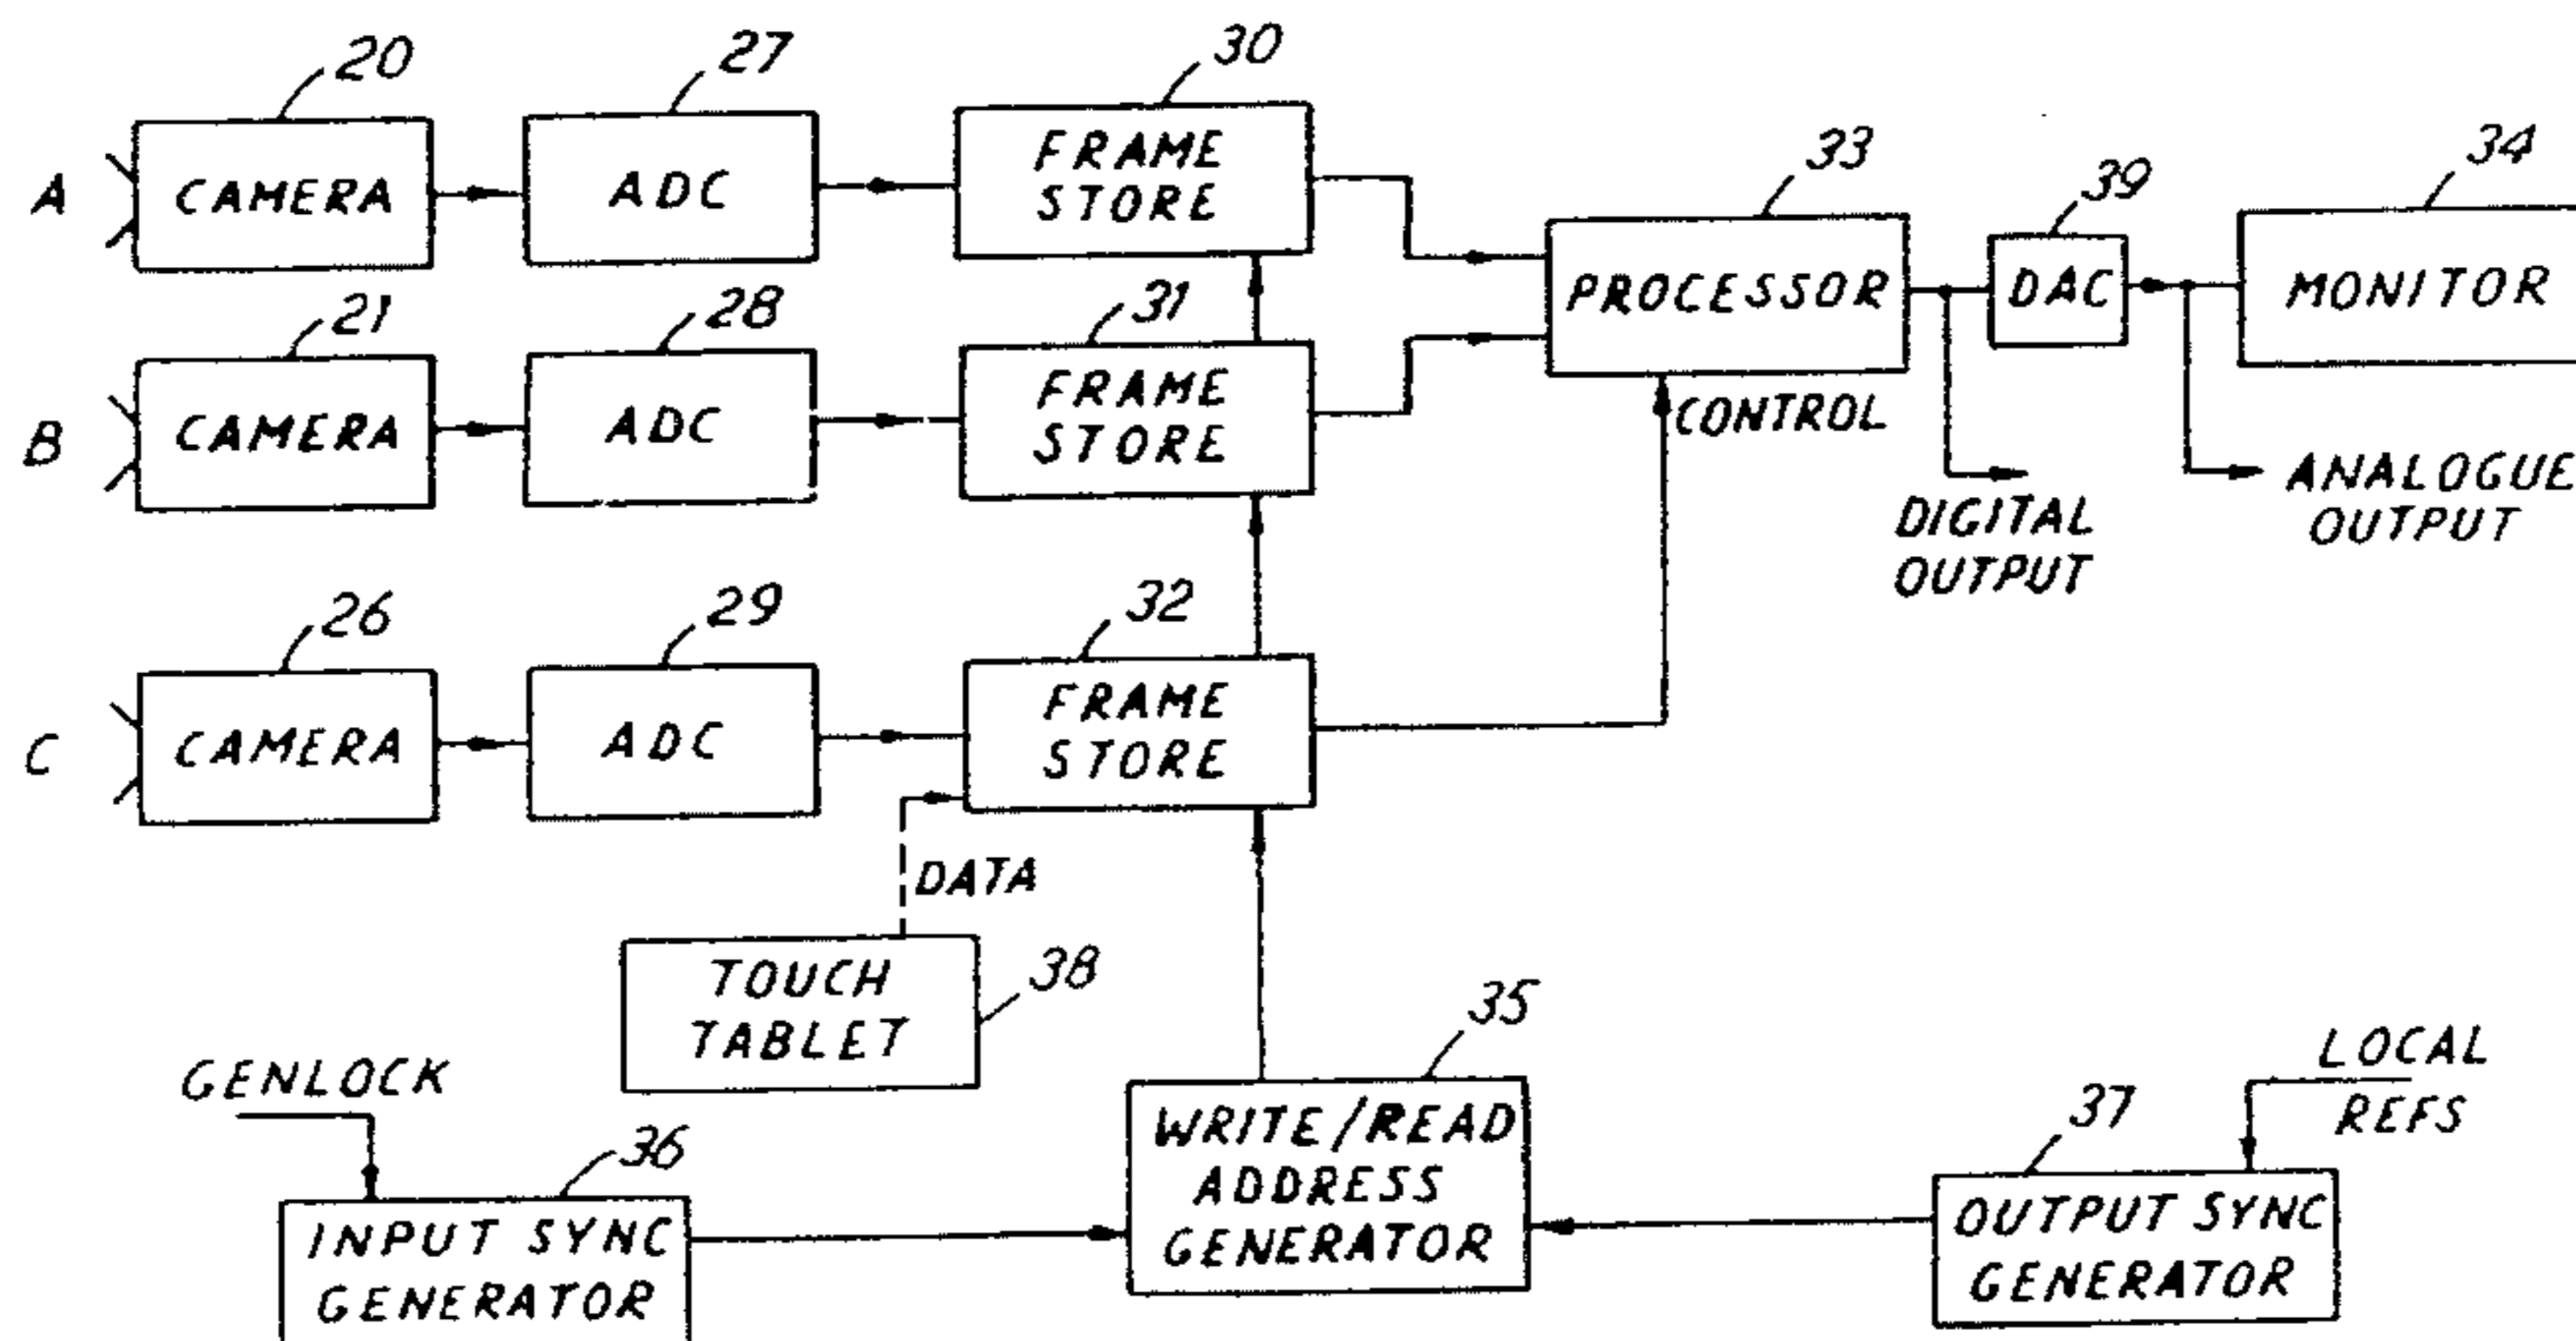 20
27
30
A
CAMERA
ADC
FRAME
STORE
33
39
34
PROCESSOR
DAC
MONITOR
21
28
31
B
CAMERA
ADC
FRAME
STORE
CONTROL
DIGITAL
OUTPUT
ANALOGUE
OUTPUT
26
29
32
C
CAMERA
ADC
FRAME
STORE
DATA
TOUCH
TABLET
38
GENLOCK
36
INPUT SYNC
GENERATOR
35
WRITE/READ
ADDRESS
GENERATOR
LOCAL
REFS
37
OUTPUT SYNC
GENERATOR